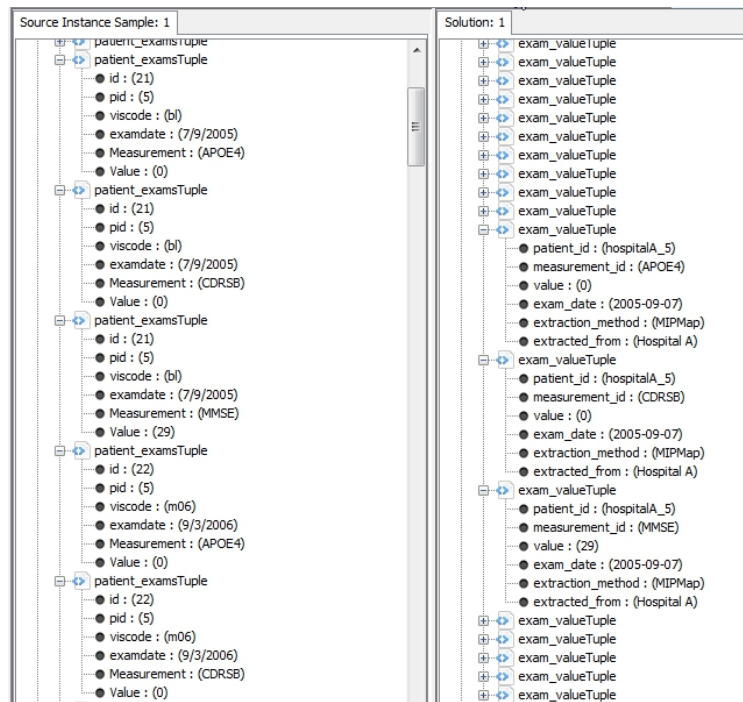 Source Instance Sample: 1
patient_examsTuple
patient_examsTuple
id : (21)
pid : (5)
viscode : (bl)
examdate : (7/9/2005)
Measurement : (APOE4)
Value : (0)
patient_examsTuple
id : (21)
pid : (5)
viscode : (bl)
examdate : (7/9/2005)
Measurement : (CDRSB)
Value : (0)
patient_examsTuple
id : (21)
pid : (5)
viscode : (bl)
examdate : (7/9/2005)
Measurement : (MMSE)
Value : (29)
patient_examsTuple
id : (22)
pid : (5)
viscode : (m06)
examdate : (9/3/2006)
Measurement : (APOE4)
Value : (0)
patient_examsTuple
id : (22)
pid : (5)
viscode : (m06)
examdate : (9/3/2006)
Measurement : (CDRSB)
Value : (0)
Solution: 1
exam_valueTuple
exam_valueTuple
exam_valueTuple
exam_valueTuple
exam_valueTuple
exam_valueTuple
exam_valueTuple
exam_valueTuple
exam_valueTuple
exam_valueTuple
exam_valueTuple
patient_id : (hospitalA_5)
measurement_id : (APOE4)
value : (0)
exam_date : (2005-09-07)
extraction_method : (MIPMap)
extracted_from : (Hospital A)
exam_valueTuple
patient_id : (hospitalA_5)
measurement_id : (CDRSB)
value : (0)
exam_date : (2005-09-07)
extraction_method : (MIPMap)
extracted_from : (Hospital A)
exam_valueTuple
patient_id : (hospitalA_5)
measurement_id : (MMSE)
value : (29)
exam_date : (2005-09-07)
extraction_method : (MIPMap)
extracted_from : (Hospital A)
exam_valueTuple
exam_valueTuple
exam_valueTuple
exam_valueTuple
exam_valueTuple